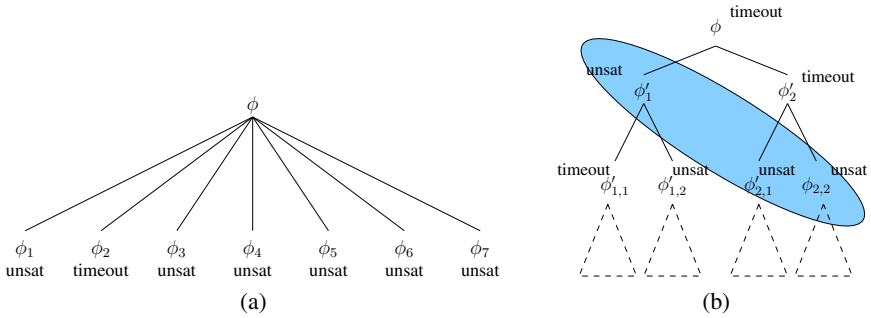 ϕ
ϕ₁ ϕ₂ ϕ₃ ϕ₄ ϕ₅ ϕ₆ ϕ₇
unsat timeout unsat unsat unsat unsat unsat
(a)
timeout
ϕ
unsat timeout
ϕ′₁ ϕ′₂
timeout unsat unsat unsat
ϕ′₁,₁ ϕ′₁,₂ ϕ′₂,₁ ϕ₂,₂
(b)